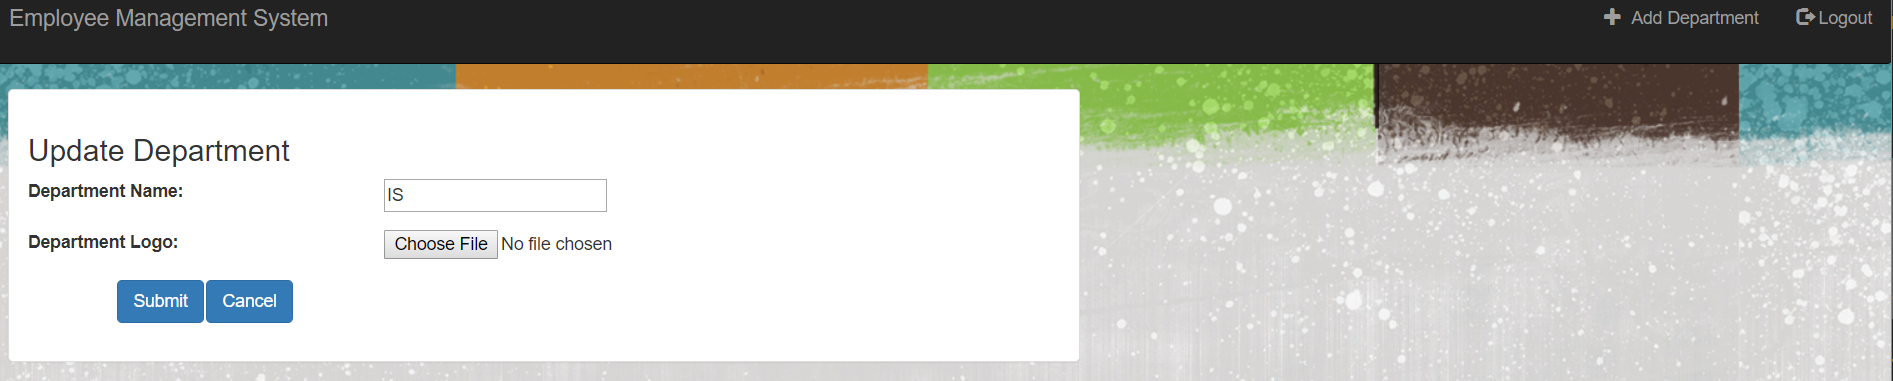 Employee Management System
Add Department
Logout
Update Department
Department Name:
IS
Department Logo:
Choose File No file chosen
Submit Cancel